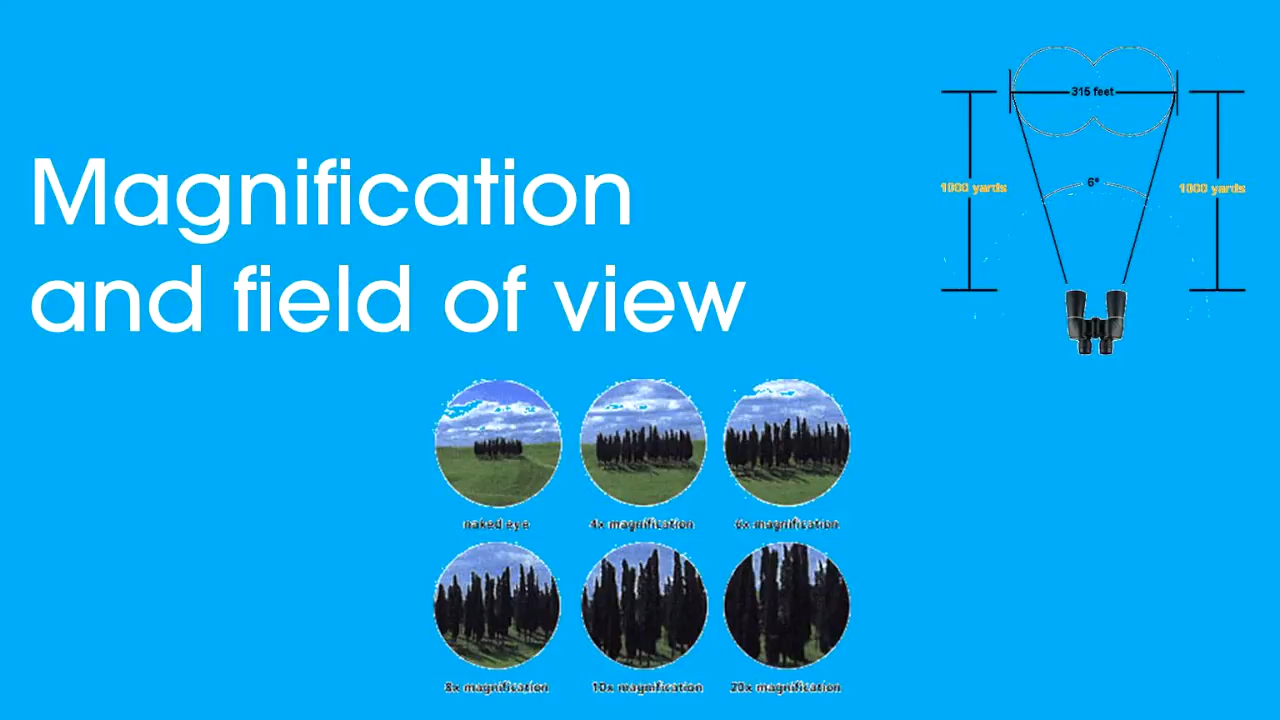 Magnification
and field of view
315 feet
6°
1000 yards
1000 yards
naked eye
4x magnification
6x magnification
8x magnification
10x magnification
20x magnification